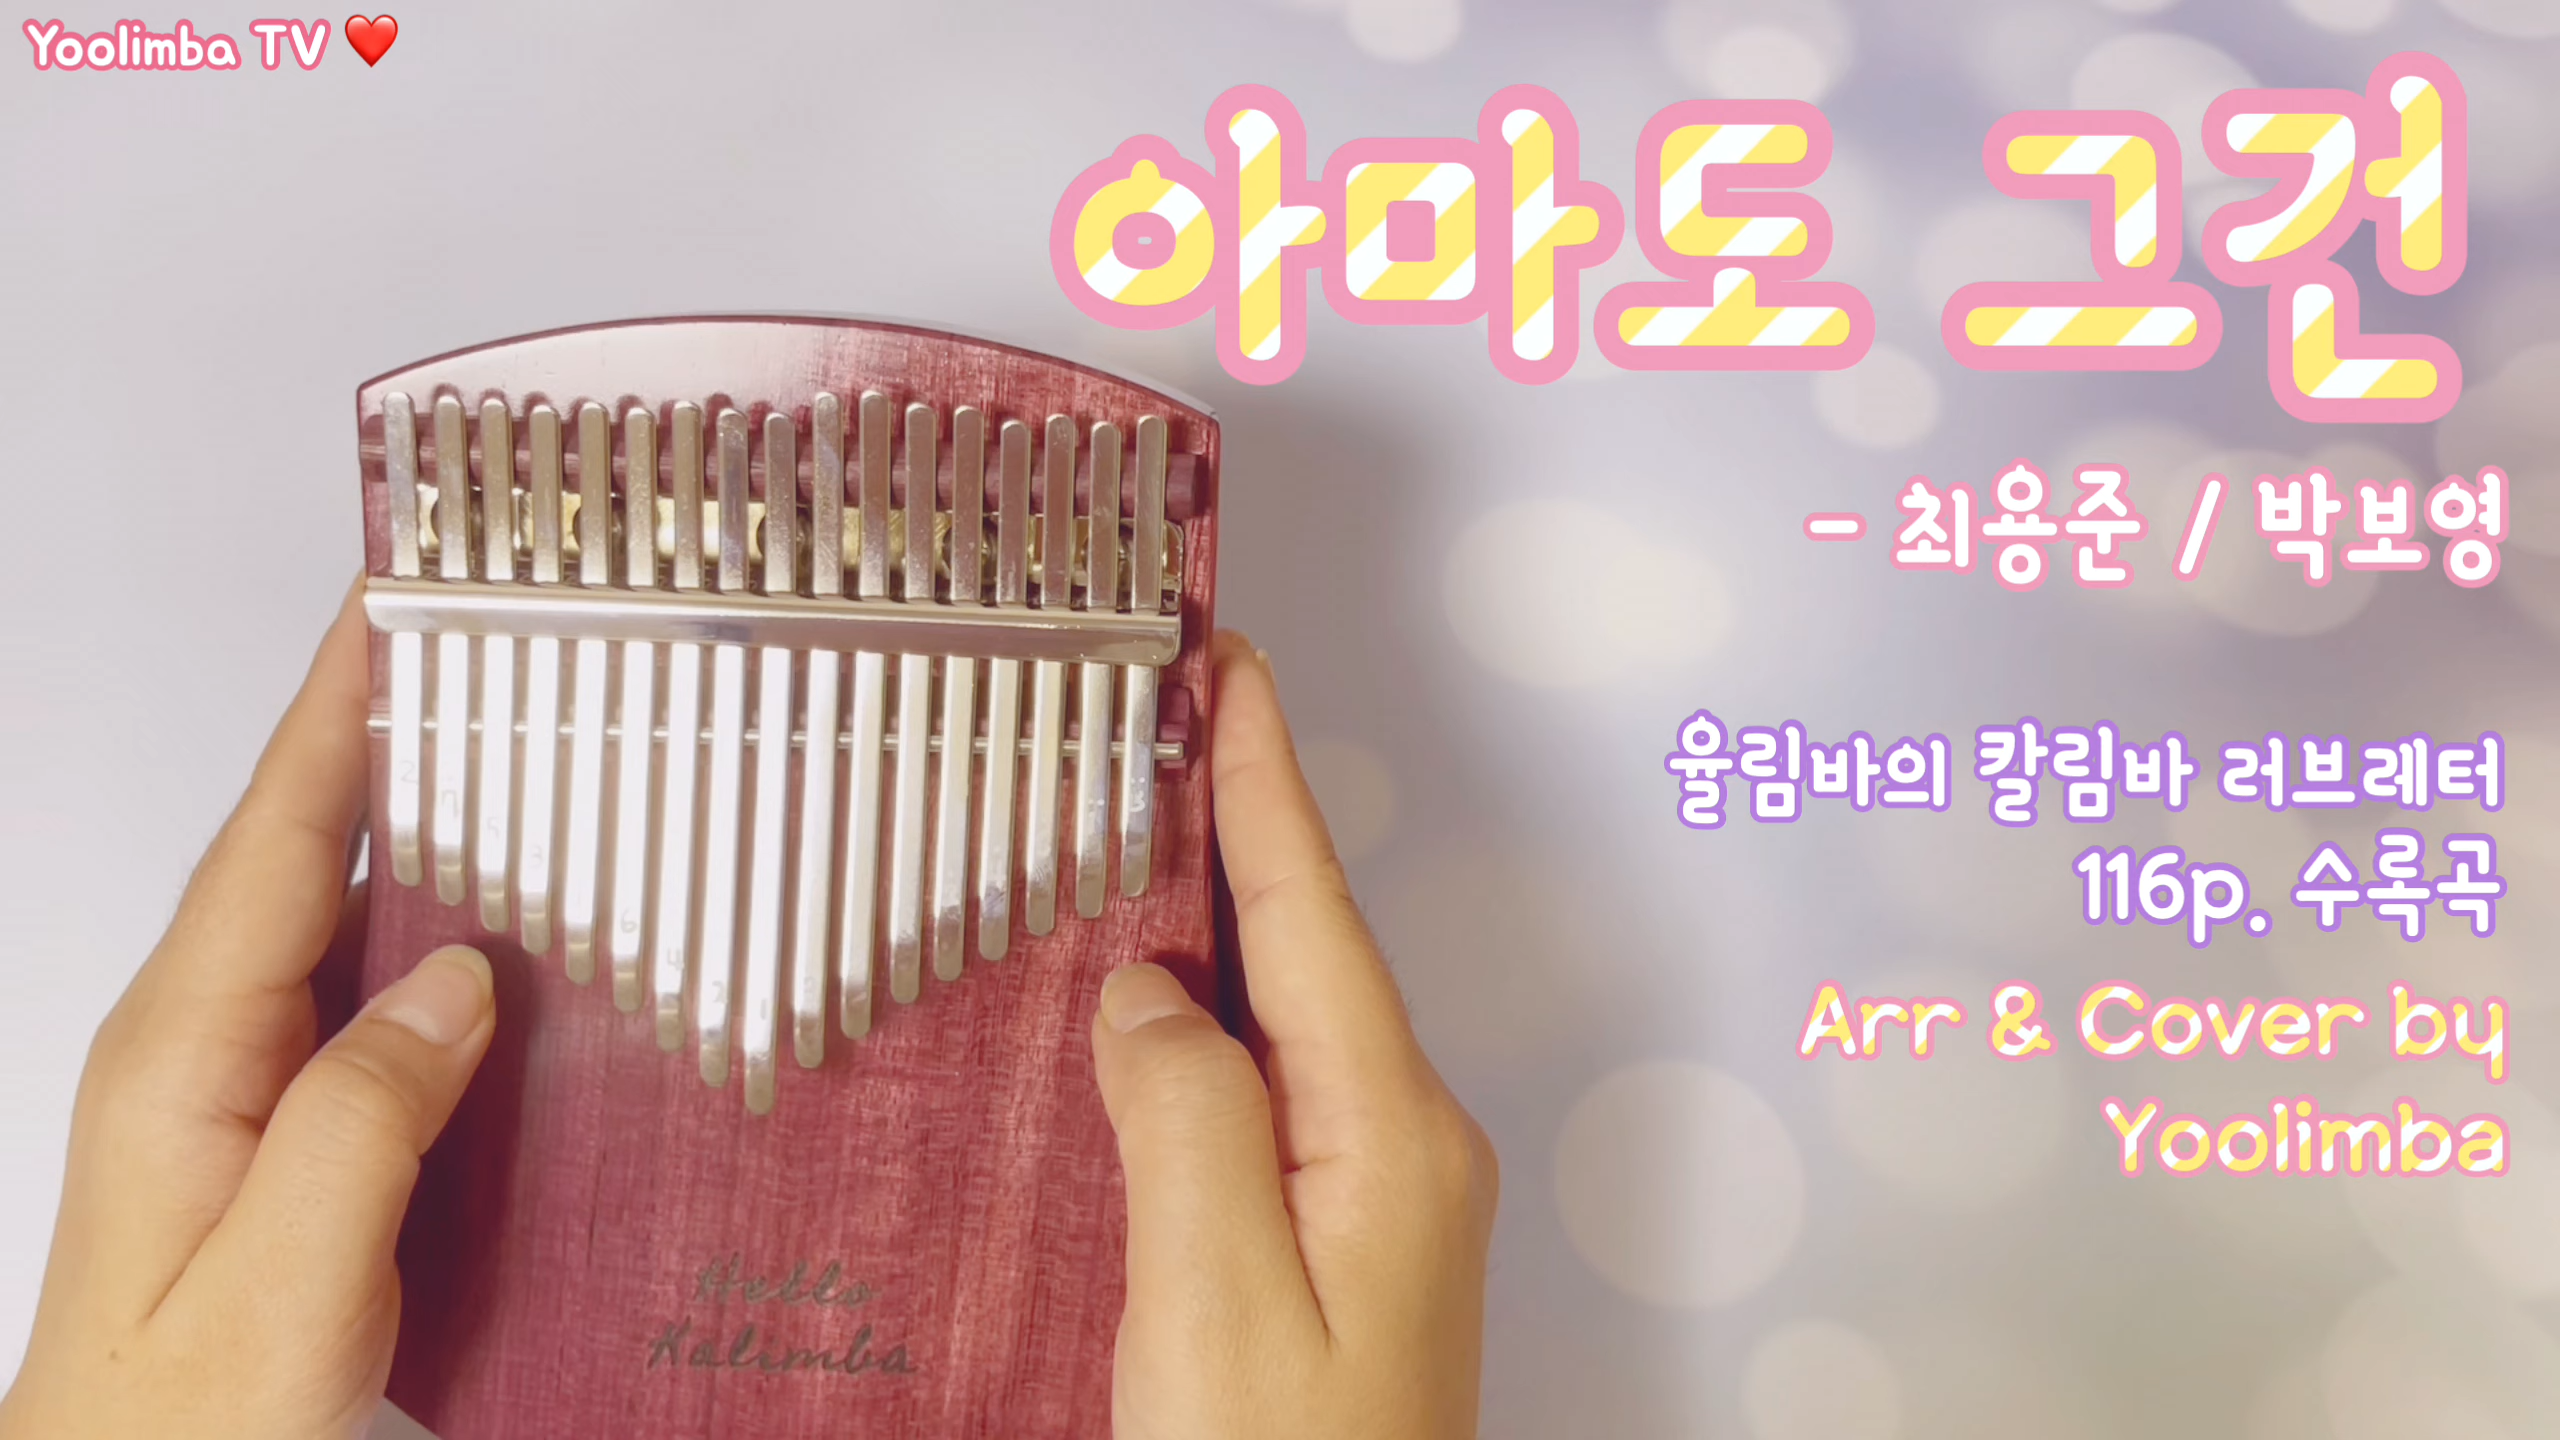 Yoolimba TV ❤️
아마도 그건
- 최용준 / 박보영
율림바의 칼림바 러브레터
116p. 수록곡
Arr & Cover by
Yoolimba
Hello
Kalimba